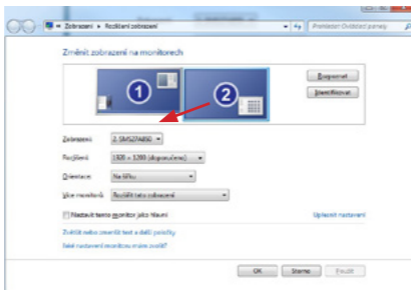 Zobrazení ▸ Rozlišení zobrazení
Prohledat Ovládací panely
Změnit zobrazení na monitorech
1
2
Rozpoznat
Identifikovat
Zobrazení: 2. SMS27A850
Rozlišení: 1920 × 1200 (doporučeno)
Orientace: Na šířku
Více monitorů: Rozšířit tato zobrazení
Nastavit tento monitor jako hlavní
Upřesnit nastavení
Zvětšit nebo zmenšit text a další položky
Jaké nastavení monitoru mám zvolit?
OK
Storno
Použít